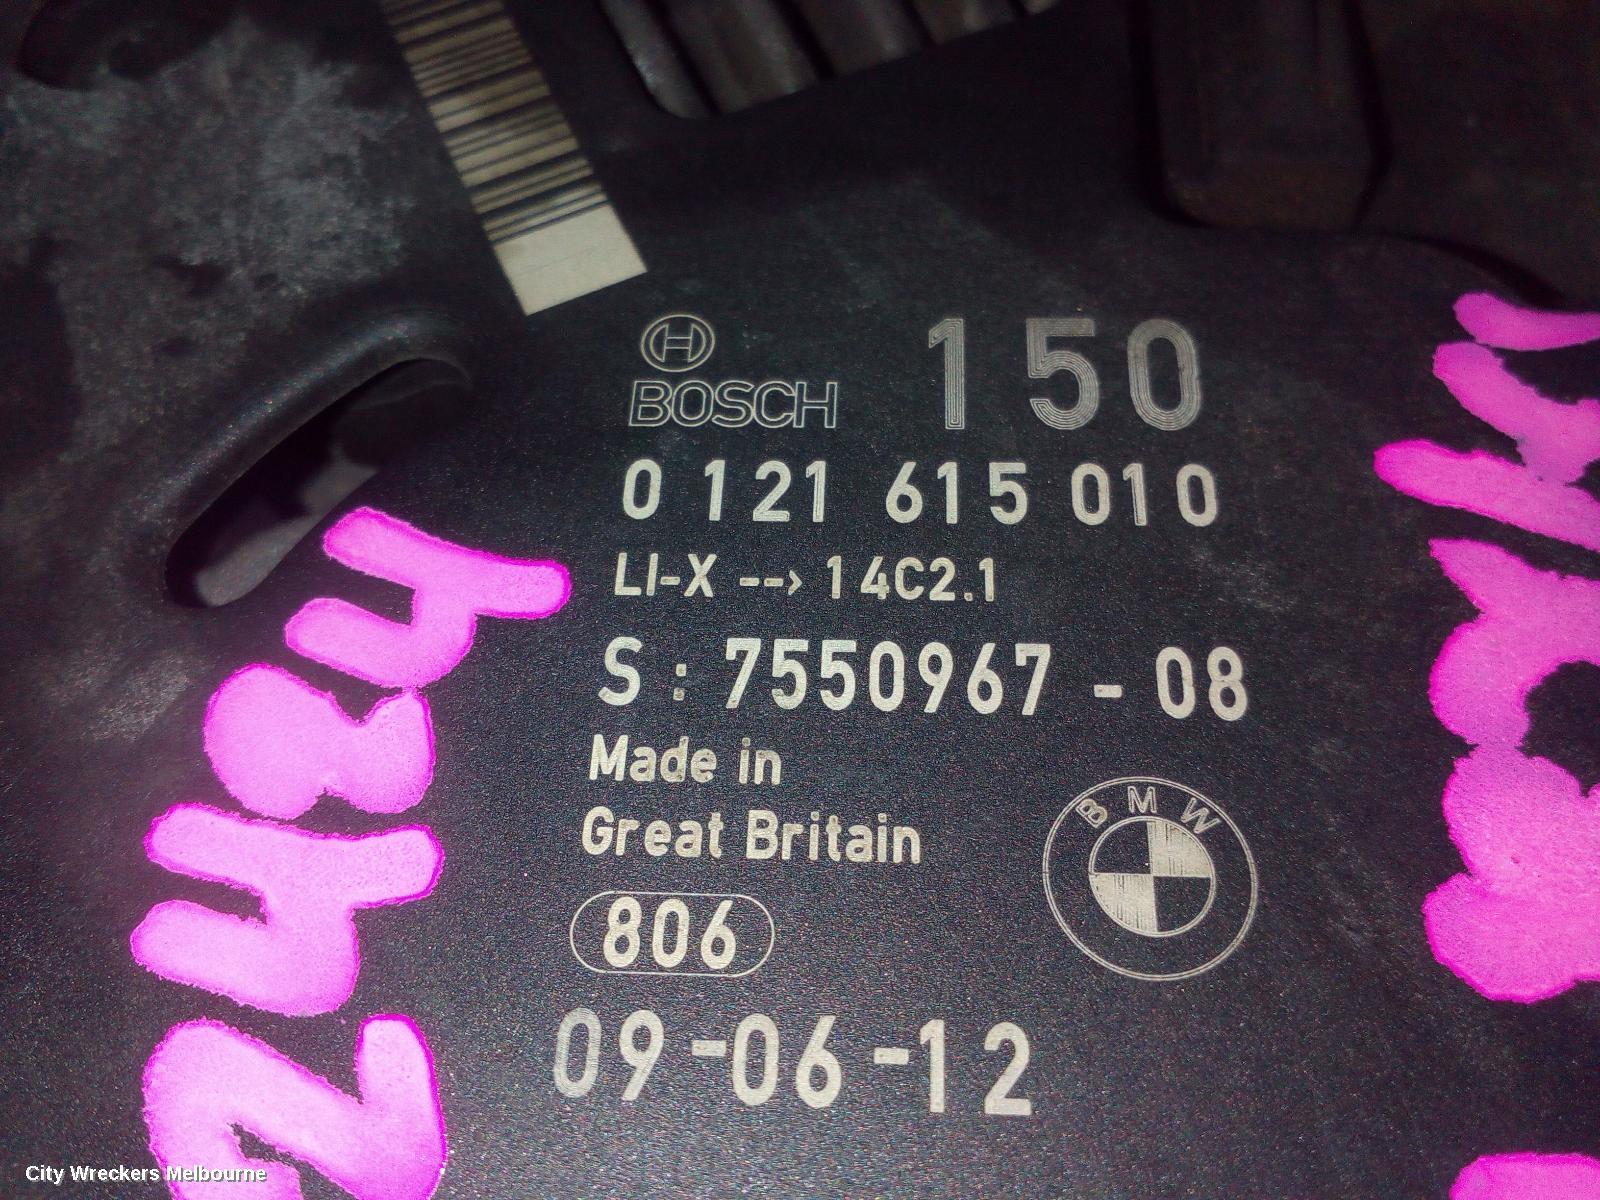 BOSCH 150
0 121 615 010
LI-X --> 14C2.1
S : 7550967 - 08
Made in
Great Britain
806
BMW
09-06-12
City Wreckers Melbourne